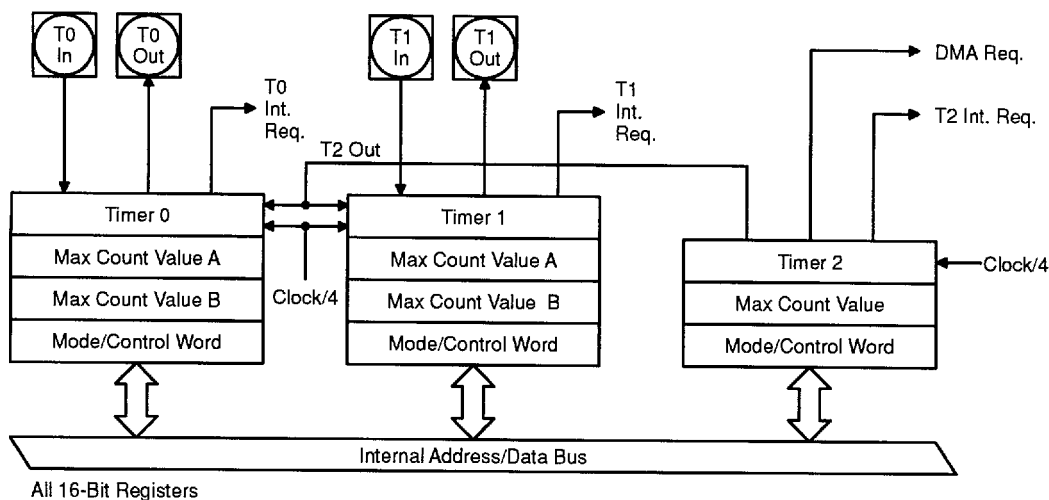 T0
In
T0
Out
T1
In
T1
Out
DMA Req.
T0
Int.
Req.
T1
Int.
Req.
T2 Int. Req.
T2 Out
Timer 0
Max Count Value A
Max Count Value B
Mode/Control Word
Clock/4
Timer 1
Max Count Value A
Max Count Value B
Mode/Control Word
Timer 2
Max Count Value
Mode/Control Word
Clock/4
Internal Address/Data Bus
All 16-Bit Registers